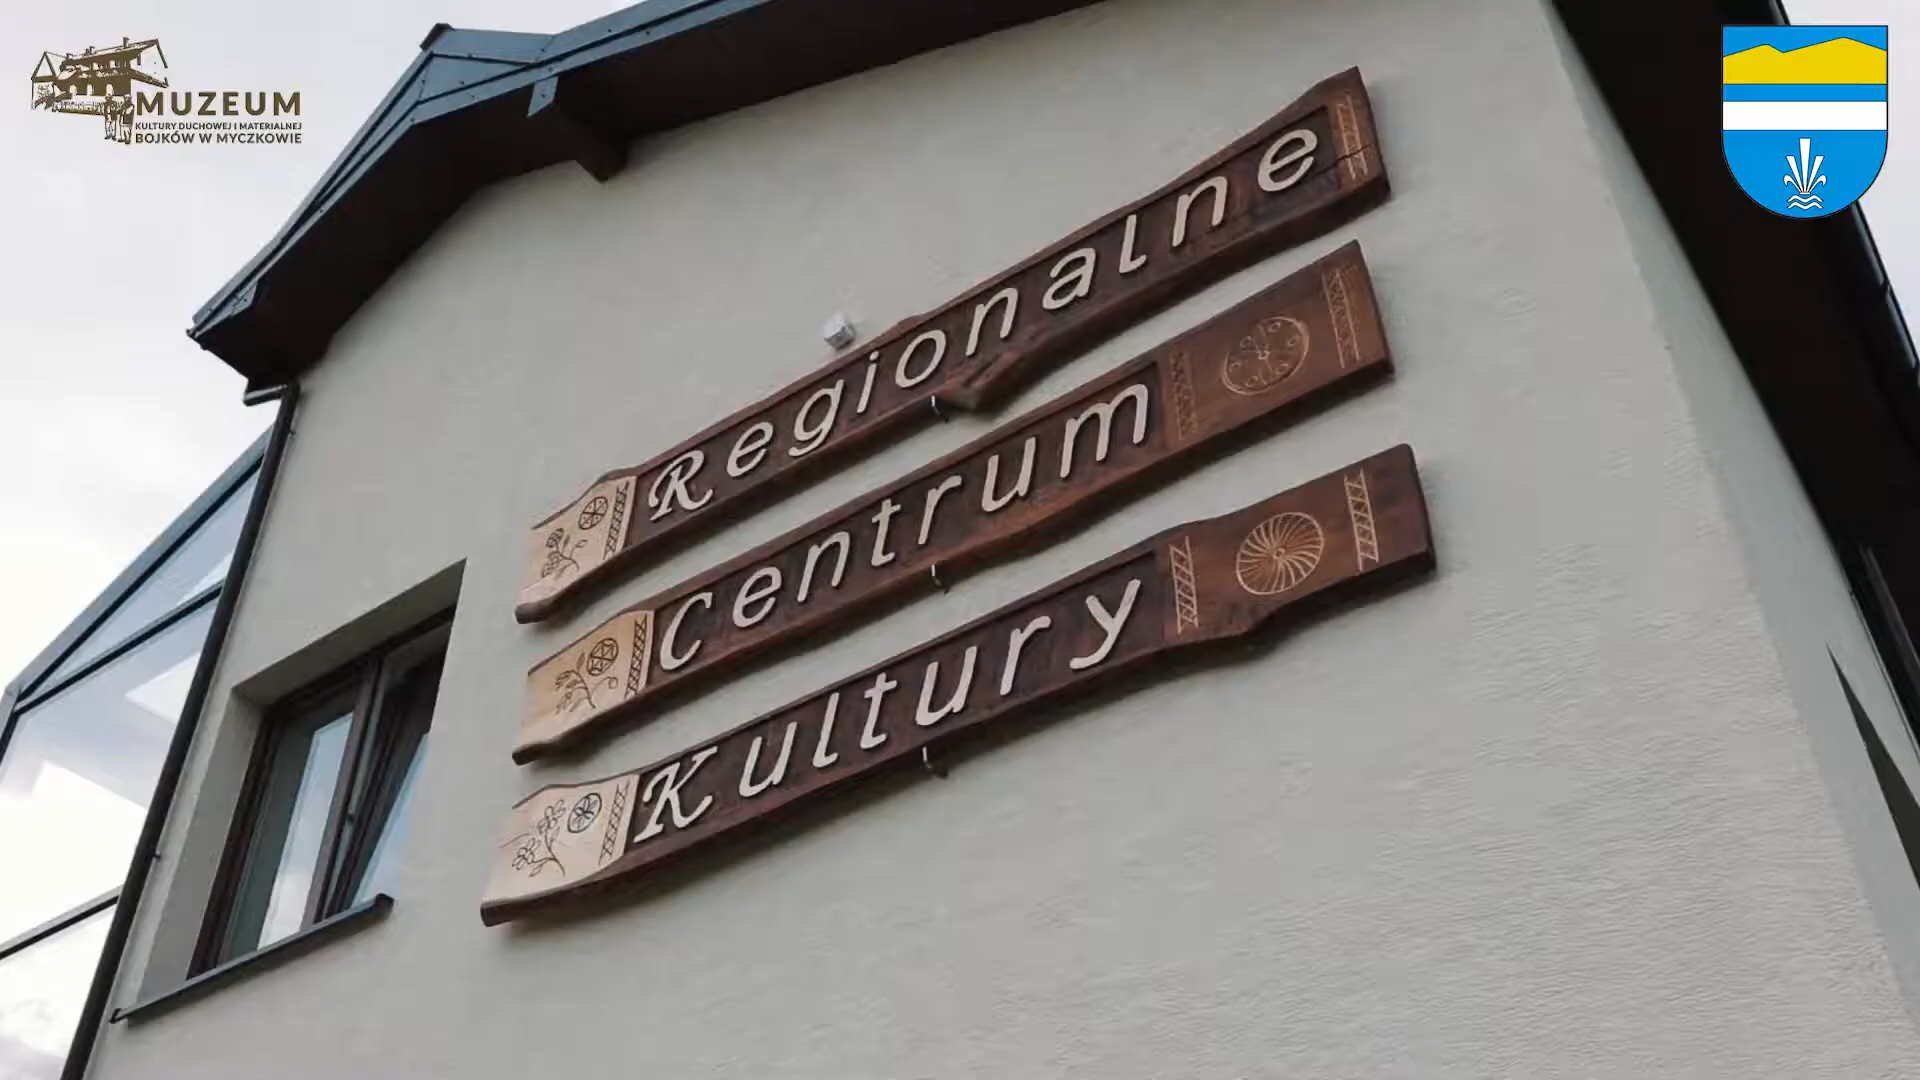 MUZEUM
KULTURY DUCHOWEJ I MATERIALNEJ
BOJKÓW W MYCZKOWIE
Regionalne
Centrum
Kultury